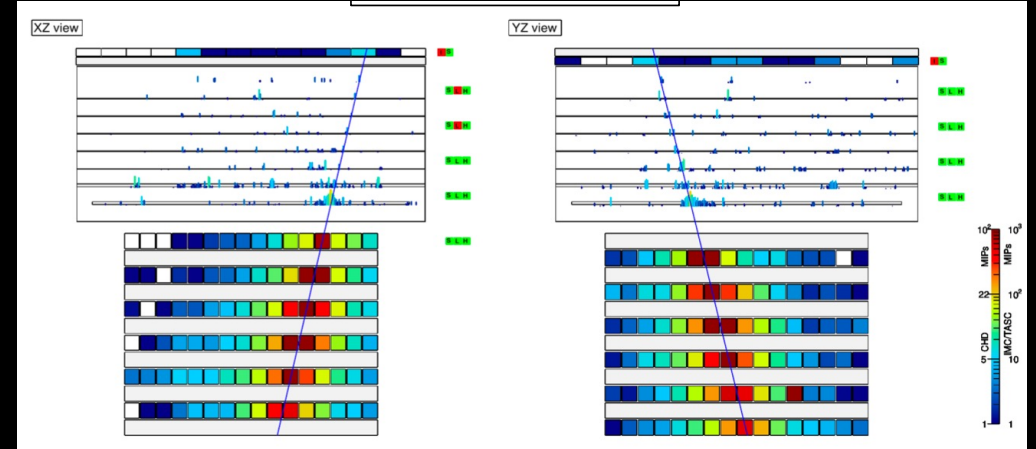 XZ view
YZ view
I S
I S
S L H
S L H
S L H
S L H
S L H
S L H
S L H
S L H
S L H
10² 10³
MIPs MIPs
22 10²
CHD IMC/TASC
5 10
1 1